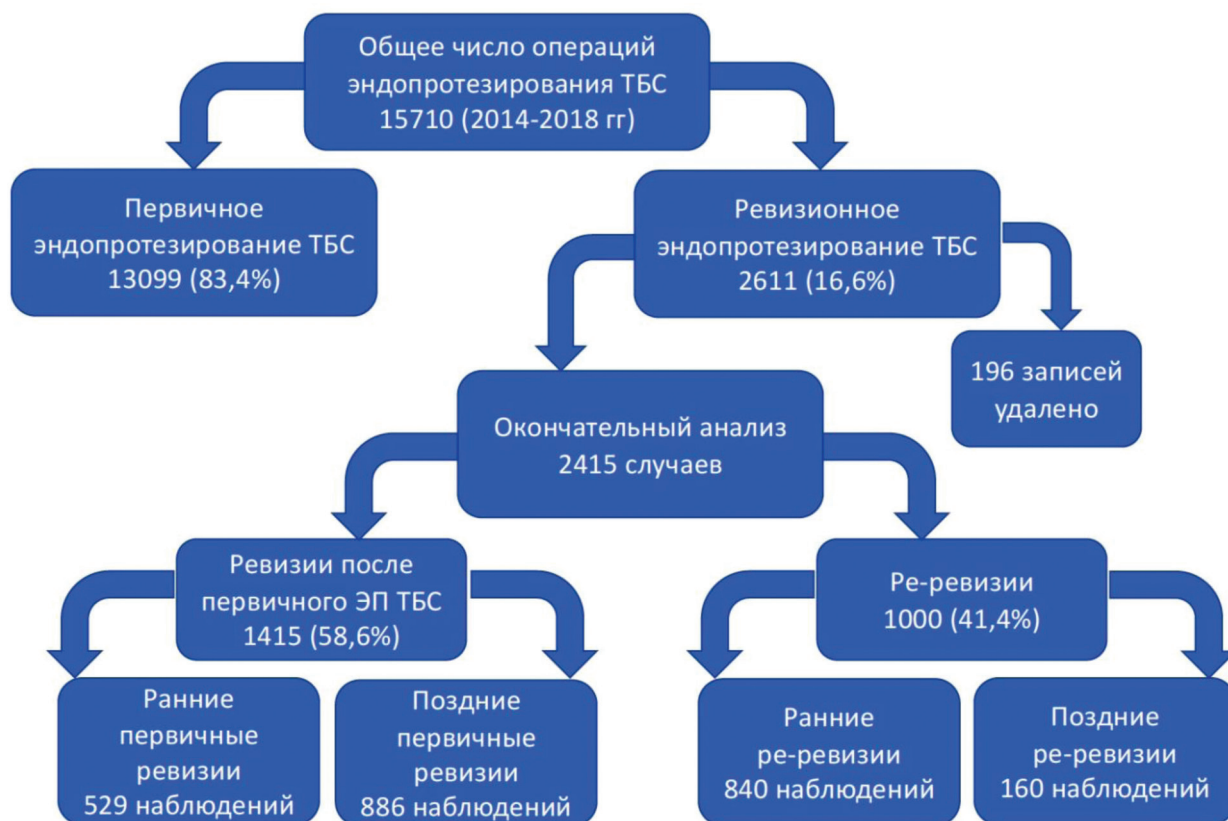 Общее число операций
эндопротезирования ТБС
15710 (2014-2018 гг)
Первичное
эндопротезирование ТБС
13099 (83,4%)
Ревизионное
эндопротезирование ТБС
2611 (16,6%)
196 записей
удалено
Окончательный анализ
2415 случаев
Ревизии после
первичного ЭП ТБС
1415 (58,6%)
Ре-ревизии
1000 (41,4%)
Ранние
первичные
ревизии
529 наблюдений
Поздние
первичные
ревизии
886 наблюдений
Ранние
ре-ревизии
840 наблюдений
Поздние
ре-ревизии
160 наблюдений